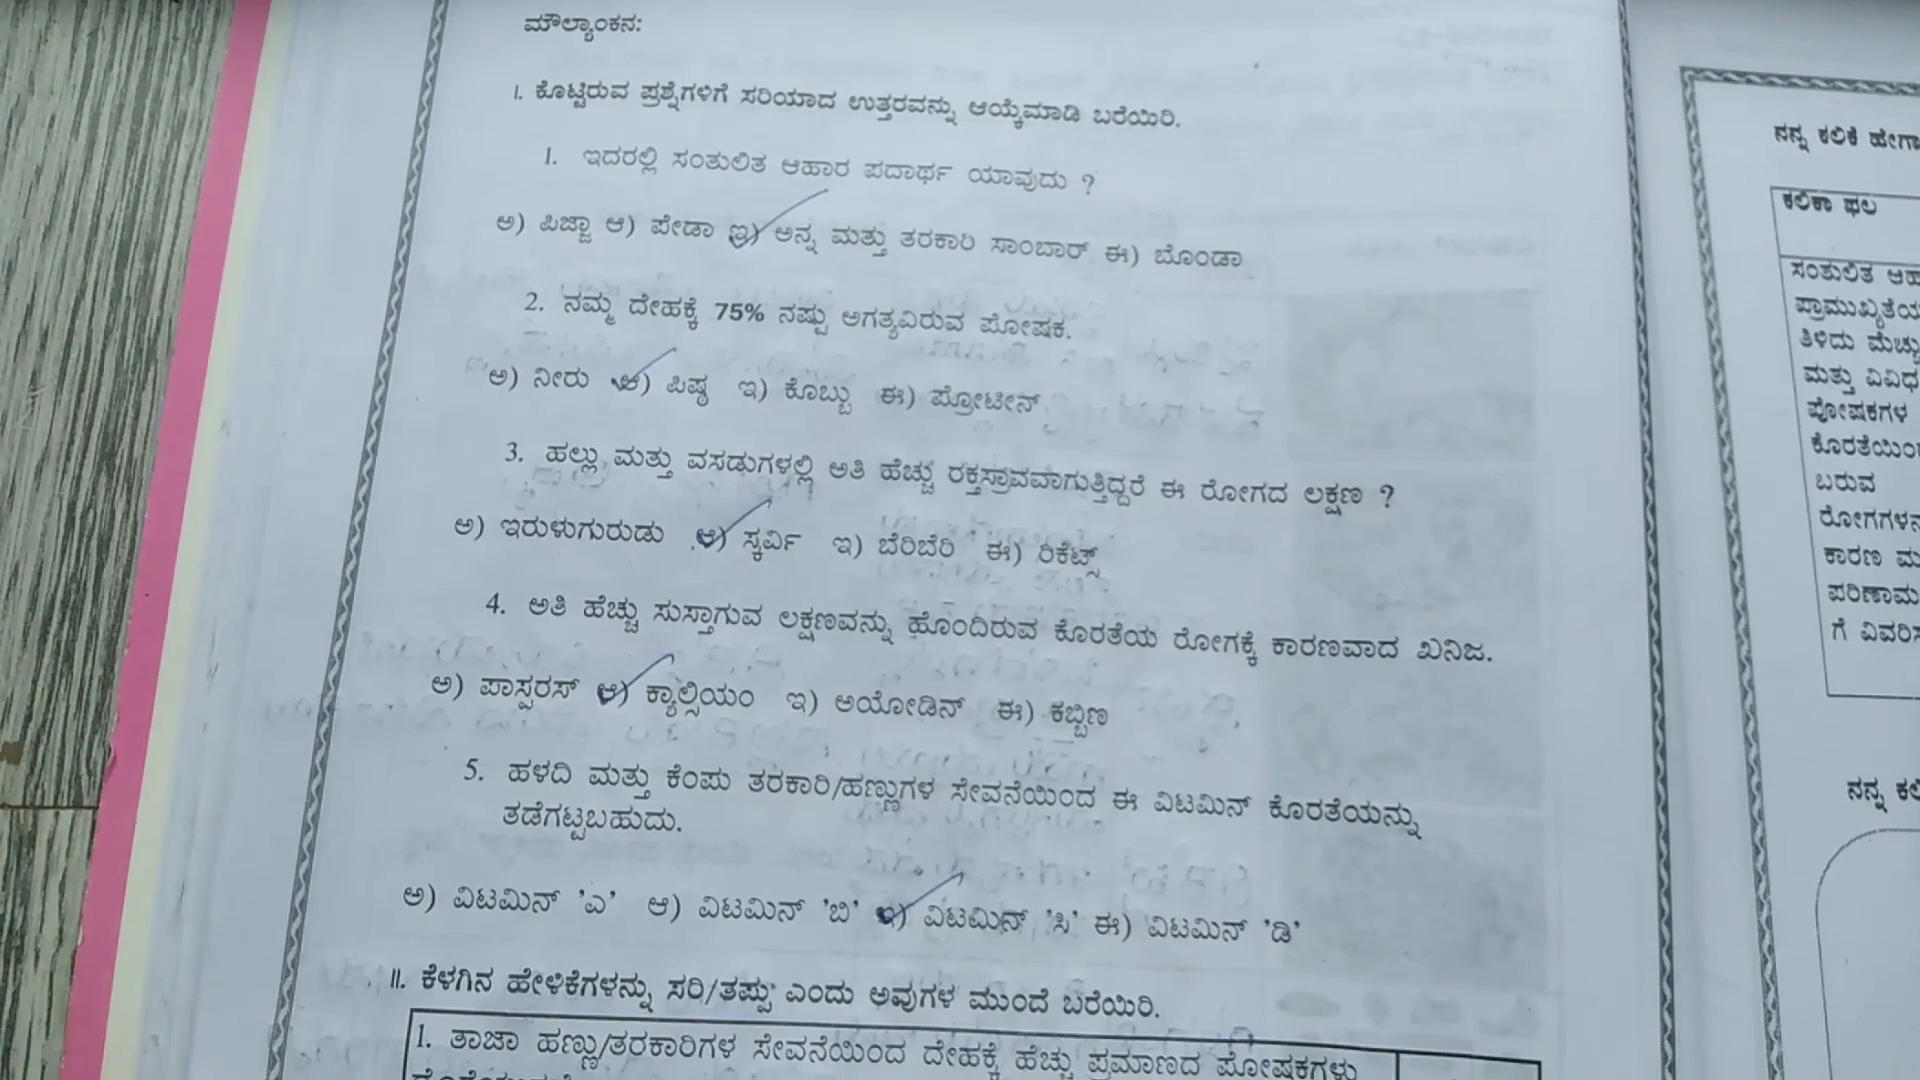 ಮೌಲ್ಯಾಂಕನ:
I. ಕೊಟ್ಟಿರುವ ಪ್ರಶ್ನೆಗಳಿಗೆ ಸರಿಯಾದ ಉತ್ತರವನ್ನು ಆಯ್ಕೆಮಾಡಿ ಬರೆಯಿರಿ.
1. ಇದರಲ್ಲಿ ಸಂತುಲಿತ ಆಹಾರ ಪದಾರ್ಥ ಯಾವುದು ?
ಅ) ಪಿಜ್ಜಾ ಆ) ಪೇಡಾ ಇ) ಅನ್ನ ಮತ್ತು ತರಕಾರಿ ಸಾಂಬಾರ್ ಈ) ಬೊಂಡಾ
2. ನಮ್ಮ ದೇಹಕ್ಕೆ 75% ನಷ್ಟು ಅಗತ್ಯವಿರುವ ಪೋಷಕ.
ಅ) ನೀರು ಆ) ಪಿಷ್ಠ ಇ) ಕೊಬ್ಬು ಈ) ಪ್ರೋಟೀನ್
3. ಹಲ್ಲು ಮತ್ತು ವಸಡುಗಳಲ್ಲಿ ಅತಿ ಹೆಚ್ಚು ರಕ್ತಸ್ರಾವವಾಗುತ್ತಿದ್ದರೆ ಈ ರೋಗದ ಲಕ್ಷಣ ?
ಅ) ಇರುಳುಗುರುಡು ಆ) ಸ್ಕರ್ವಿ ಇ) ಬೆರಿಬೆರಿ ಈ) ರಿಕೆಟ್ಸ್
4. ಅತಿ ಹೆಚ್ಚು ಸುಸ್ತಾಗುವ ಲಕ್ಷಣವನ್ನು ಹೊಂದಿರುವ ಕೊರತೆಯ ರೋಗಕ್ಕೆ ಕಾರಣವಾದ ಖನಿಜ.
ಅ) ಪಾಸ್ಪರಸ್ ಆ) ಕ್ಯಾಲ್ಸಿಯಂ ಇ) ಅಯೋಡಿನ್ ಈ) ಕಬ್ಬಿಣ
5. ಹಳದಿ ಮತ್ತು ಕೆಂಪು ತರಕಾರಿ/ಹಣ್ಣುಗಳ ಸೇವನೆಯಿಂದ ಈ ವಿಟಮಿನ್ ಕೊರತೆಯನ್ನು
ತಡೆಗಟ್ಟಬಹುದು.
ಅ) ವಿಟಮಿನ್ 'ಎ' ಆ) ವಿಟಮಿನ್ 'ಬಿ' ಇ) ವಿಟಮಿನ್ 'ಸಿ' ಈ) ವಿಟಮಿನ್ 'ಡಿ'
II. ಕೆಳಗಿನ ಹೇಳಿಕೆಗಳನ್ನು ಸರಿ/ತಪ್ಪು ಎಂದು ಅವುಗಳ ಮುಂದೆ ಬರೆಯಿರಿ.
1. ತಾಜಾ ಹಣ್ಣು/ತರಕಾರಿಗಳ ಸೇವನೆಯಿಂದ ದೇಹಕ್ಕೆ ಹೆಚ್ಚು ಪ್ರಮಾಣದ ಪೋಷಕಗಳು
ನನ್ನ ಕಲಿಕೆ
ಕಲಿಕಾ ಫಲ
ಸಂತುಲಿತ
ತಿಳಿದು
ಮತ್ತು ವಿವಿಧ
ಪೋಷಕಗಳ
ಬರುವ
ಕಾರಣ
ನನ್ನ